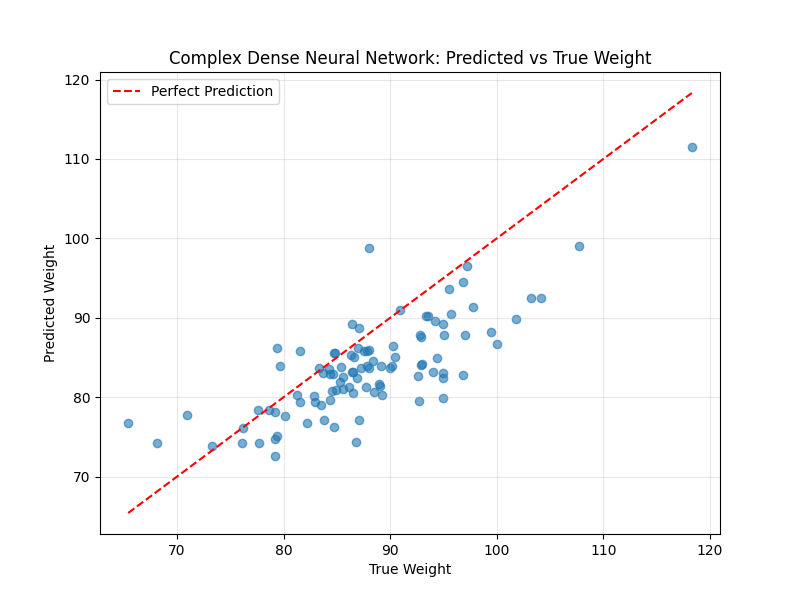 Complex Dense Neural Network: Predicted vs True Weight
Perfect Prediction
Predicted Weight
120
110
100
90
80
70
70 80 90 100 110 120
True Weight